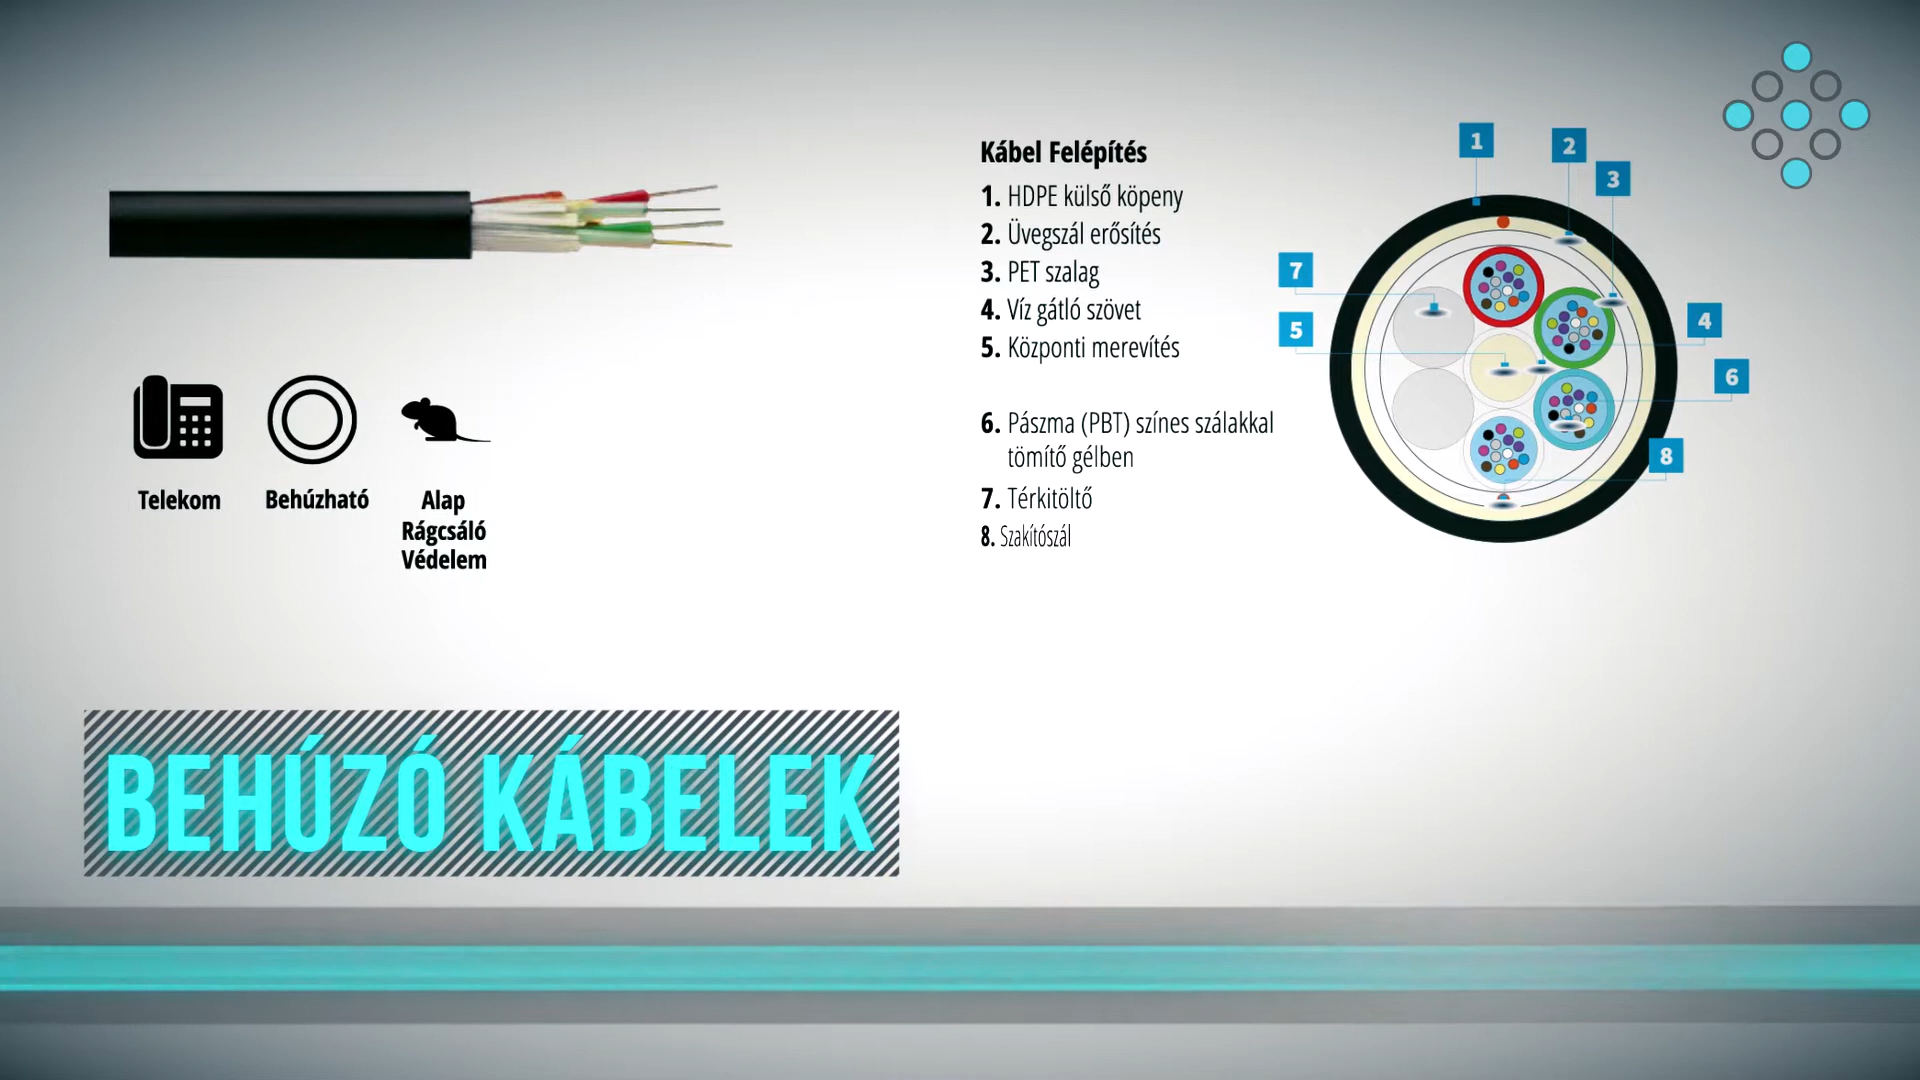 Kábel Felépítés
1. HDPE külső köpeny
2. Üvegszál erősítés
3. PET szalag
4. Víz gátló szövet
5. Központi merevítés
6. Pászma (PBT) színes szálakkal
tömítő gélben
7. Térkitöltő
8. Szakítószál
1
2
3
7
5
4
6
8
Telekom
Behúzható
Alap
Rágcsáló
Védelem
BEHÚZÓ KÁBELEK